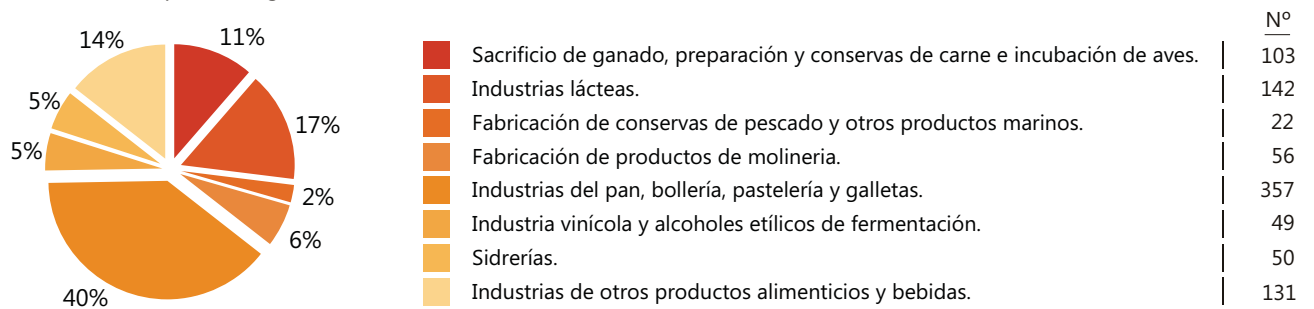 Nº
14%
11%
5%
17%
5%
2%
6%
40%
Sacrificio de ganado, preparación y conservas de carne e incubación de aves. 103
Industrias lácteas. 142
Fabricación de conservas de pescado y otros productos marinos. 22
Fabricación de productos de molineria. 56
Industrias del pan, bollería, pastelería y galletas. 357
Industria vinícola y alcoholes etílicos de fermentación. 49
Sidrerías. 50
Industrias de otros productos alimenticios y bebidas. 131